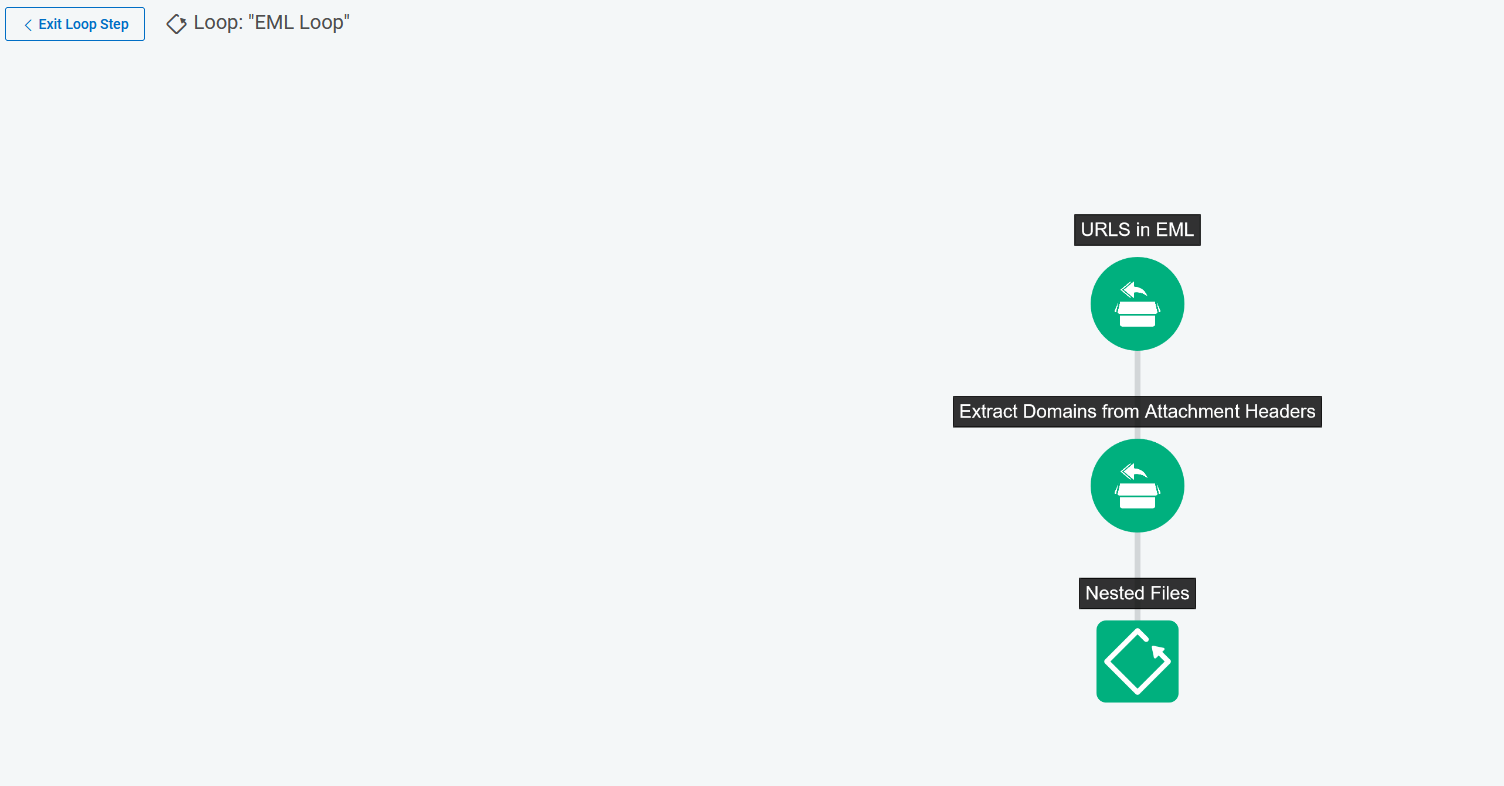 Exit Loop Step
Loop: "EML Loop"
URLS in EML
Extract Domains from Attachment Headers
Nested Files